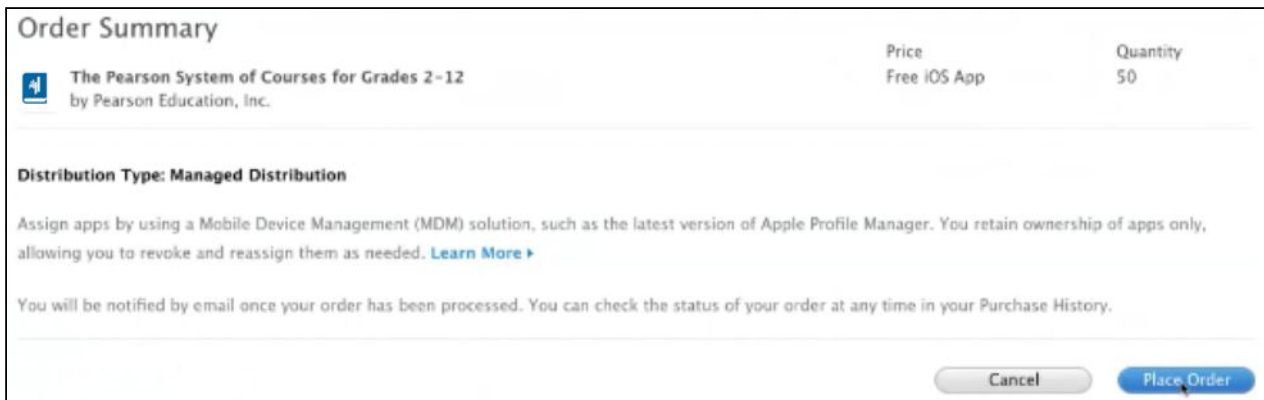 Order Summary
Price
Quantity
The Pearson System of Courses for Grades 2-12
Free iOS App
50
by Pearson Education, Inc.
Distribution Type: Managed Distribution
Assign apps by using a Mobile Device Management (MDM) solution, such as the latest version of Apple Profile Manager. You retain ownership of apps only,
allowing you to revoke and reassign them as needed. Learn More ▸
You will be notified by email once your order has been processed. You can check the status of your order at any time in your Purchase History.
Cancel
Place Order